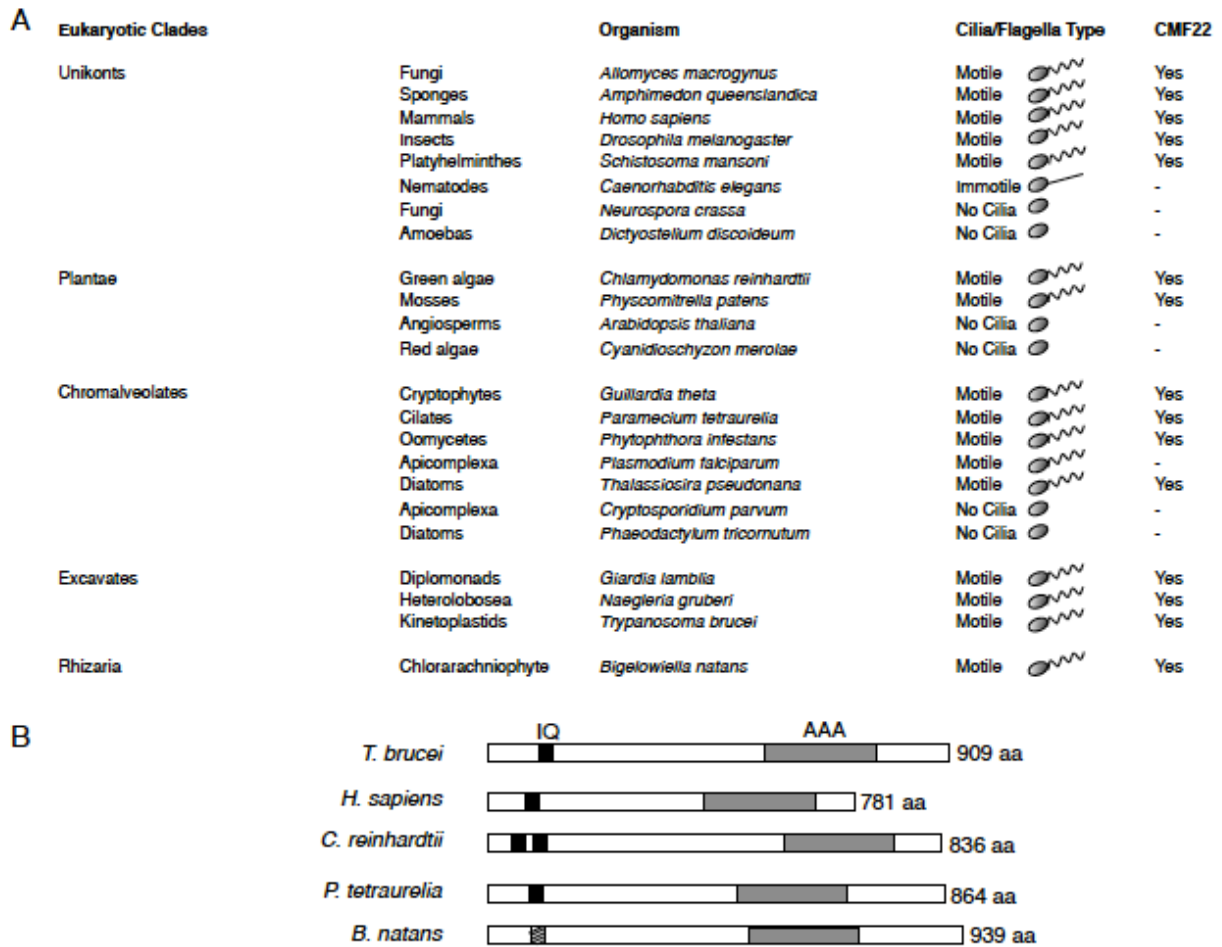 A
Eukaryotic Clades Organism Cilia/Flagella Type CMF22
Unikonts Fungi Allomyces macrogynus Motile Yes
Sponges Amphimedon queenslandica Motile Yes
Mammals Homo sapiens Motile Yes
Insects Drosophila melanogaster Motile Yes
Platyhelminthes Schistosoma mansoni Motile Yes
Nematodes Caenorhabditis elegans Immotile -
Fungi Neurospora crassa No Cilia -
Amoebas Dictyostelium discoideum No Cilia -
Plantae Green algae Chlamydomonas reinhardtii Motile Yes
Mosses Physcomitrella patens Motile Yes
Angiosperms Arabidopsis thaliana No Cilia -
Red algae Cyanidioschyzon merolae No Cilia -
Chromalveolates Cryptophytes Guillardia theta Motile Yes
Cilates Paramecium tetraurelia Motile Yes
Oomycetes Phytophthora infestans Motile Yes
Apicomplexa Plasmodium falciparum Motile -
Diatoms Thalassiosira pseudonana Motile Yes
Apicomplexa Cryptosporidium parvum No Cilia -
Diatoms Phaeodactylum tricornutum No Cilia -
Excavates Diplomonads Giardia lamblia Motile Yes
Heterolobosea Naegleria gruberi Motile Yes
Kinetoplastids Trypanosoma brucei Motile Yes
Rhizaria Chlorarachniophyte Bigelowiella natans Motile Yes
B
IQ AAA
T. brucei 909 aa
H. sapiens 781 aa
C. reinhardtii 836 aa
P. tetraurelia 864 aa
B. natans 939 aa